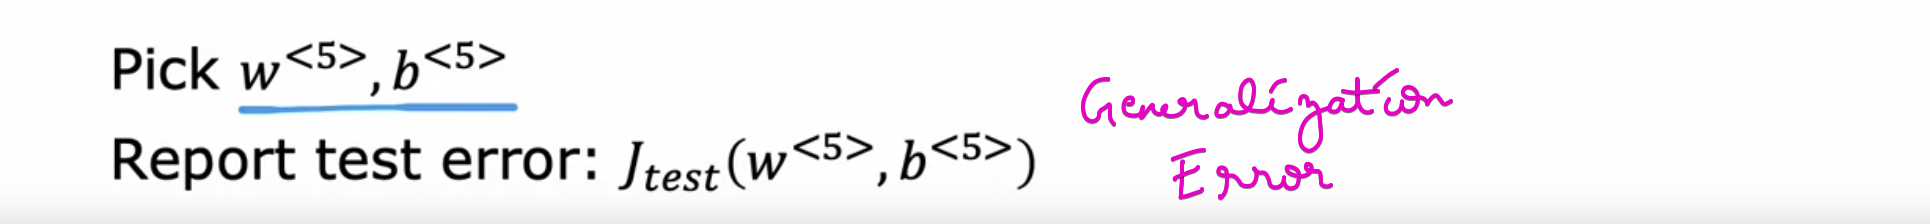 Pick w<5>, b<5>
Report test error: Jtest(w<5>, b<5>)
Generalization
Error